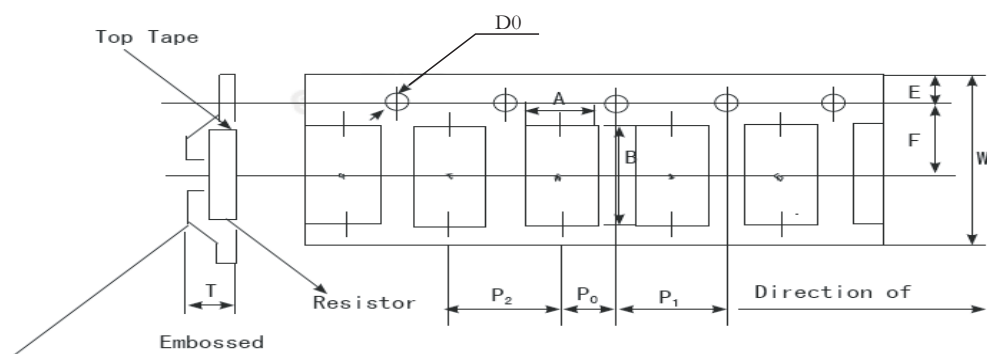 D0
Top Tape
A
E
F
B
W
T
Resistor
P2
P0
P1
Direction of
Embossed